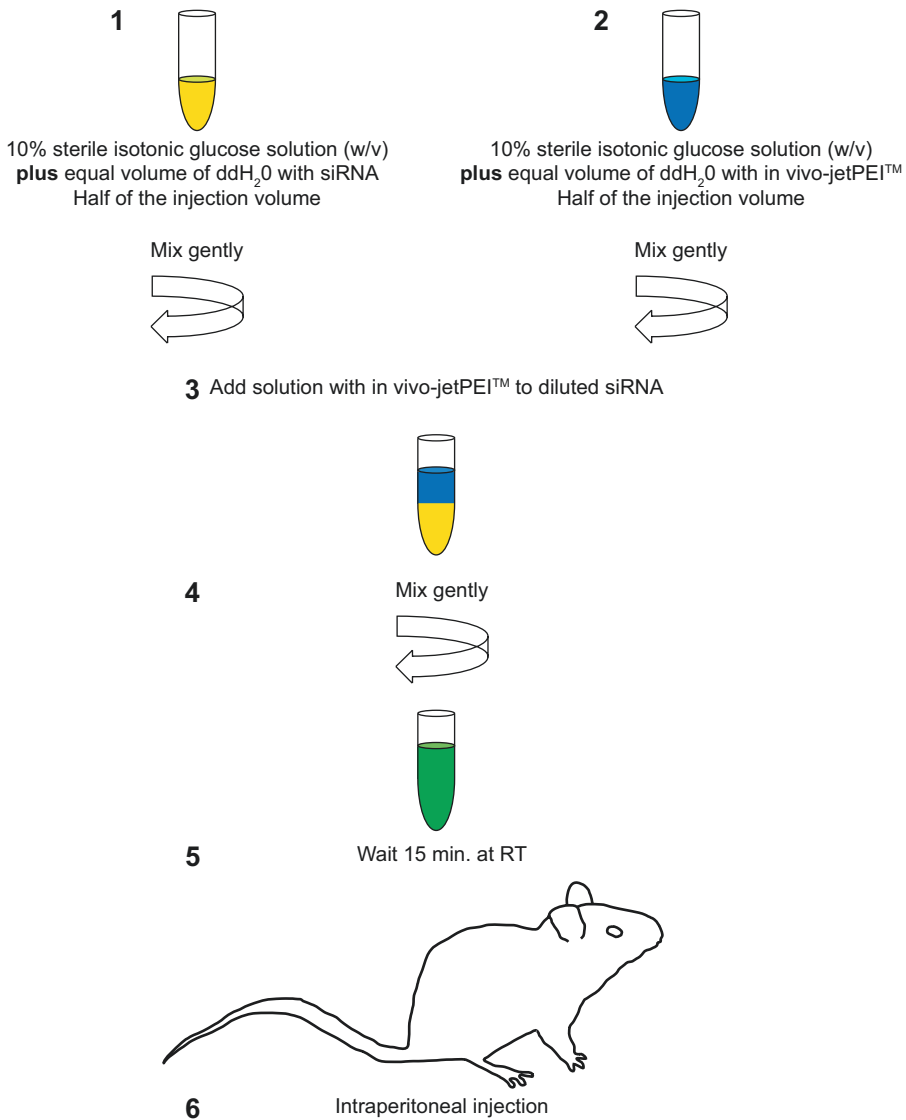 1
10% sterile isotonic glucose solution (w/v)
plus equal volume of ddH₂0 with siRNA
Half of the injection volume
Mix gently
2
10% sterile isotonic glucose solution (w/v)
plus equal volume of ddH₂0 with in vivo-jetPEI™
Half of the injection volume
Mix gently
3 Add solution with in vivo-jetPEI™ to diluted siRNA
4 Mix gently
5 Wait 15 min. at RT
6 Intraperitoneal injection